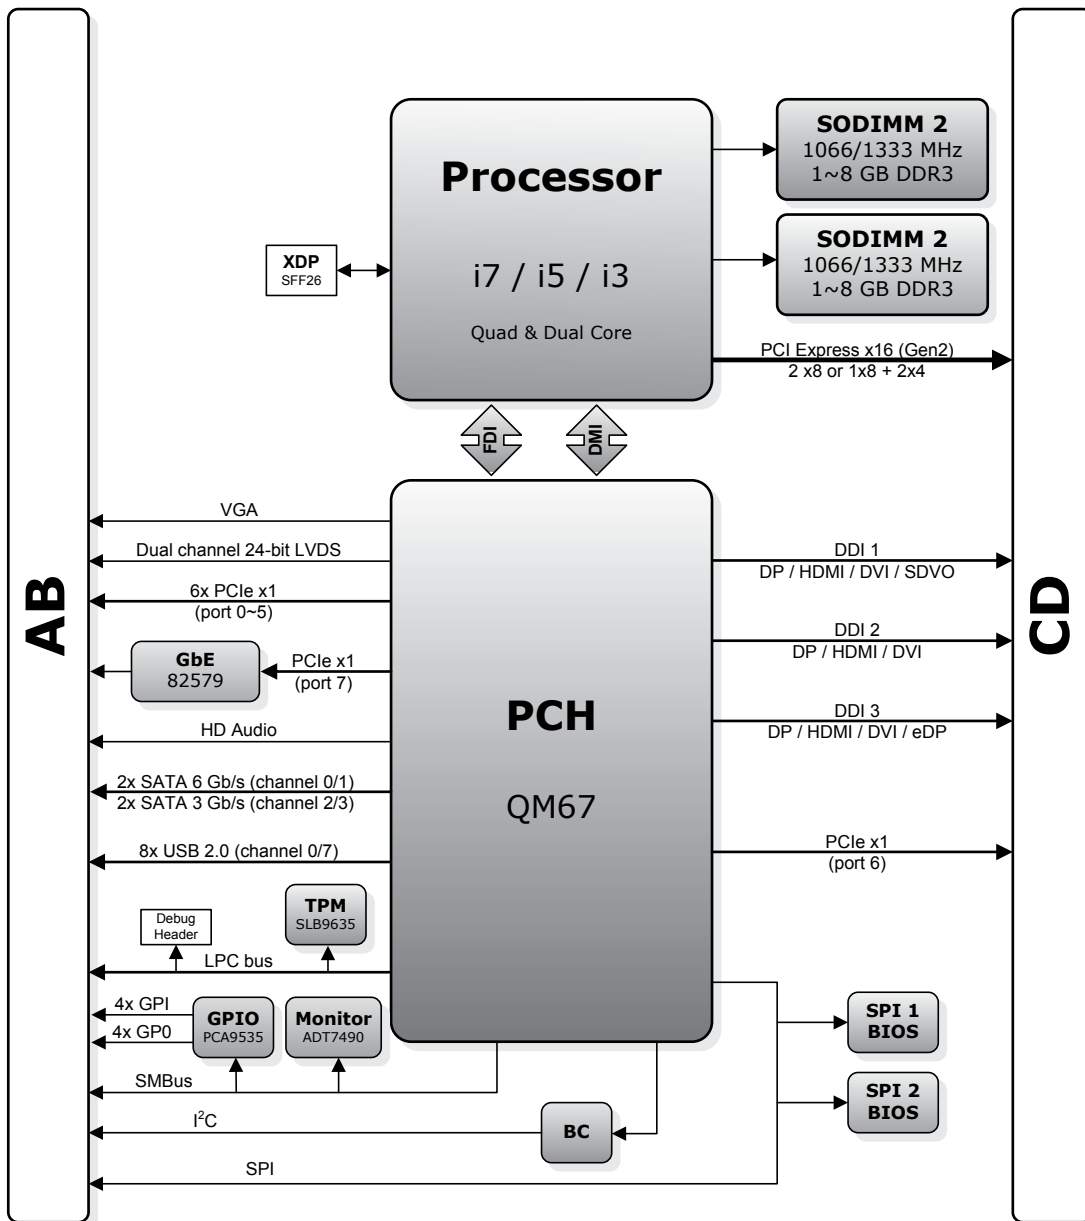 AB
CD
Processor
i7 / i5 / i3
Quad & Dual Core
XDP
SFF26
SODIMM 2
1066/1333 MHz
1~8 GB DDR3
SODIMM 2
1066/1333 MHz
1~8 GB DDR3
PCI Express x16 (Gen2)
2 x8 or 1x8 + 2x4
FDI
DMI
PCH
QM67
VGA
Dual channel 24-bit LVDS
6x PCIe x1
(port 0~5)
GbE
82579
PCIe x1
(port 7)
HD Audio
2x SATA 6 Gb/s (channel 0/1)
2x SATA 3 Gb/s (channel 2/3)
8x USB 2.0 (channel 0/7)
TPM
SLB9635
Debug
Header
LPC bus
4x GPI
4x GP0
GPIO
PCA9535
Monitor
ADT7490
SMBus
I²C
BC
SPI
DDI 1
DP / HDMI / DVI / SDVO
DDI 2
DP / HDMI / DVI
DDI 3
DP / HDMI / DVI / eDP
PCIe x1
(port 6)
SPI 1
BIOS
SPI 2
BIOS